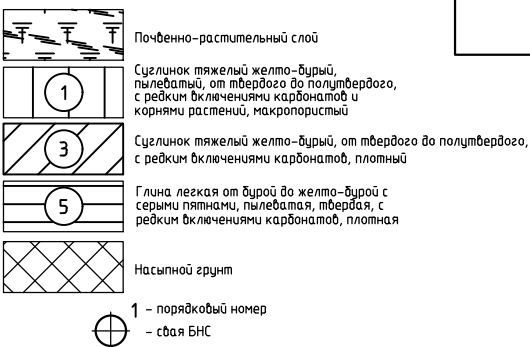 Почвенно-растительный слой
1
Суглинок тяжелый желто-бурый,
пылеватый, от твердого до полутвердого,
с редким включениями карбонатов и
корнями растений, макропористый
3
Суглинок тяжелый желто-бурый, от твердого до полутвердого,
с редким включениями карбонатов, плотный
5
Глина легкая от бурой до желто-бурой с
серыми пятнами, пылеватая, твердая, с
редким включениями карбонатов, плотная
Насыпной грунт
1 - порядковый номер
- свая БНС